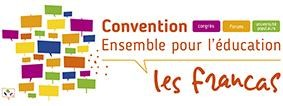 Convention congrès forum université populaire
Ensemble pour l'éducation
les francas